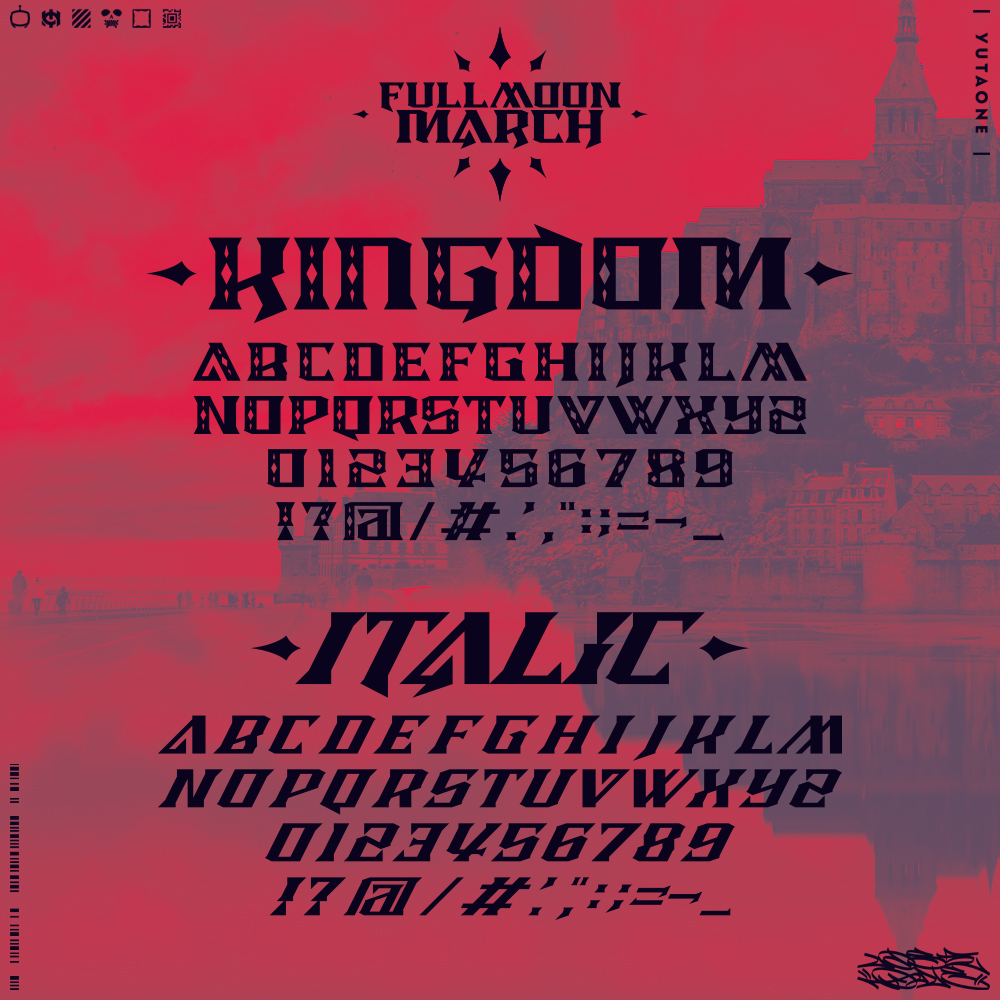 FULLMOON
MARCH
| YUTAONE |
KINGDOM
ABCDEFGHIJKLM
NOPQRSTUVWXYZ
0123456789
!?@/#.',":;=-_
ITALIC
ABCDEFGHIJKLM
NOPQRSTUVWXYZ
0123456789
!?@/#.',":;=-_